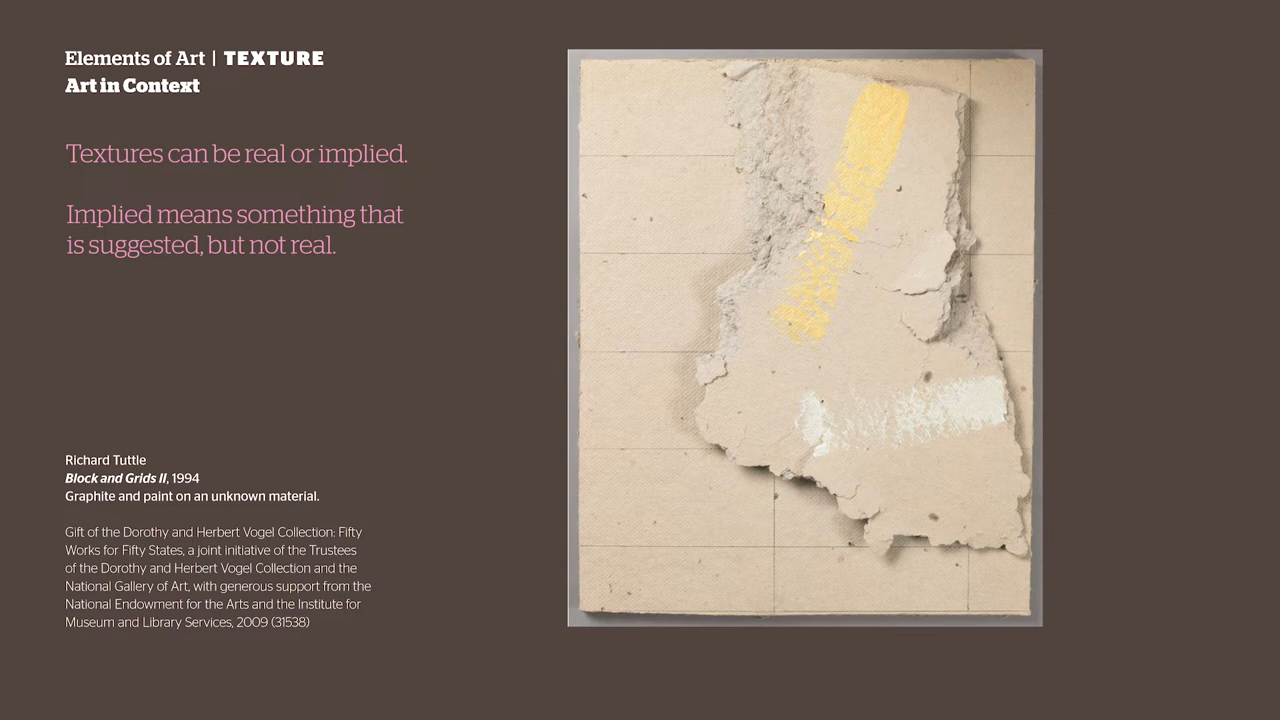 Elements of Art | TEXTURE
Art in Context
Textures can be real or implied.
Implied means something that
is suggested, but not real.
Richard Tuttle
Block and Grids II, 1994
Graphite and paint on an unknown material.
Gift of the Dorothy and Herbert Vogel Collection: Fifty
Works for Fifty States, a joint initiative of the Trustees
of the Dorothy and Herbert Vogel Collection and the
National Gallery of Art, with generous support from the
National Endowment for the Arts and the Institute for
Museum and Library Services, 2009 (31538)